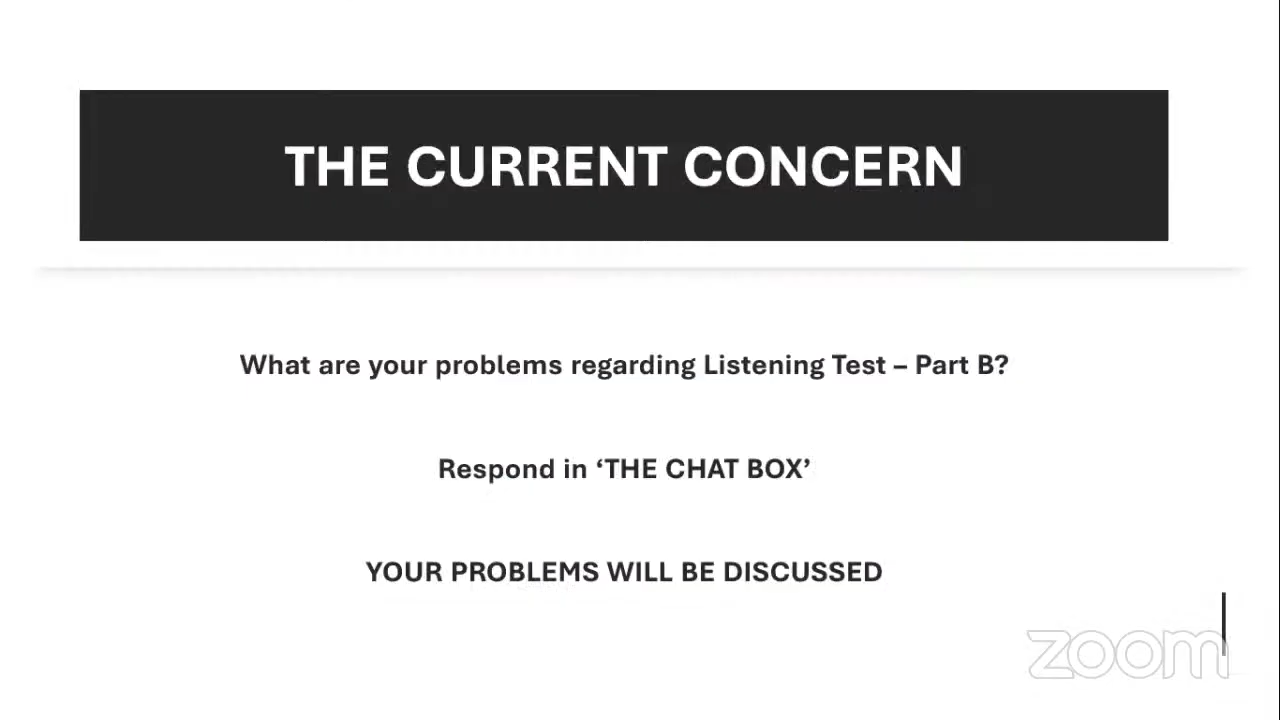 THE CURRENT CONCERN
What are your problems regarding Listening Test – Part B?
Respond in ‘THE CHAT BOX’
YOUR PROBLEMS WILL BE DISCUSSED
zoom